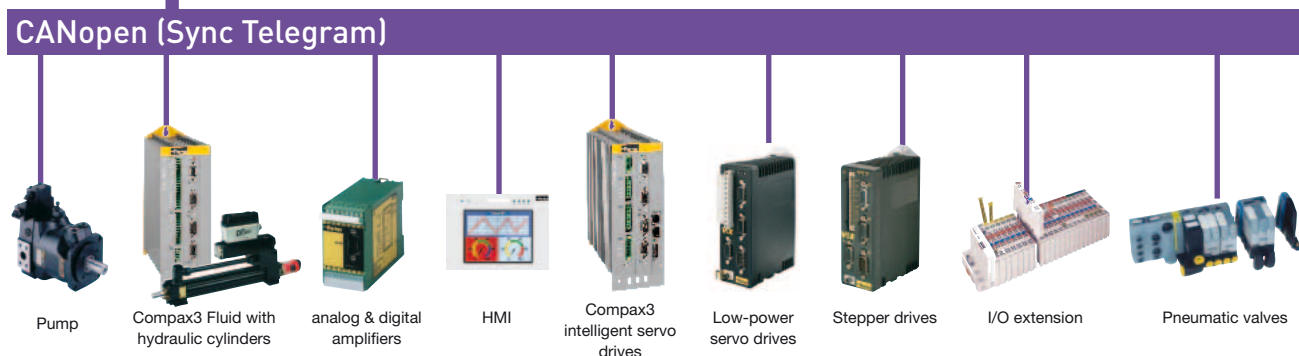 CANopen (Sync Telegram)
Pump
Compax3 Fluid with
hydraulic cylinders
analog & digital
amplifiers
HMI
Compax3
intelligent servo
drives
Low-power
servo drives
Stepper drives
I/O extension
Pneumatic valves